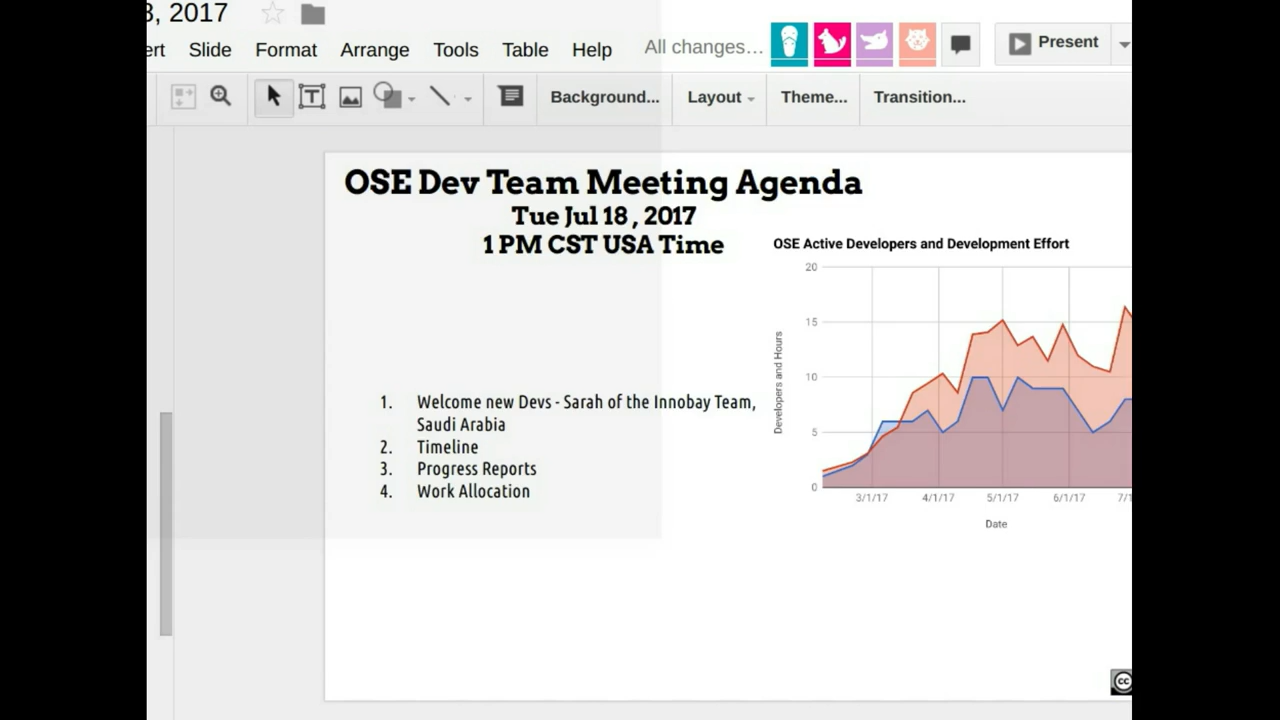 3, 2017
ert Slide Format Arrange Tools Table Help All changes... Present
Background... Layout Theme... Transition...
OSE Dev Team Meeting Agenda
Tue Jul 18 , 2017
1 PM CST USA Time
OSE Active Developers and Development Effort
20
15
10
5
0
Developers and Hours
3/1/17 4/1/17 5/1/17 6/1/17 7/1
Date
1. Welcome new Devs - Sarah of the Innobay Team,
Saudi Arabia
2. Timeline
3. Progress Reports
4. Work Allocation
cc